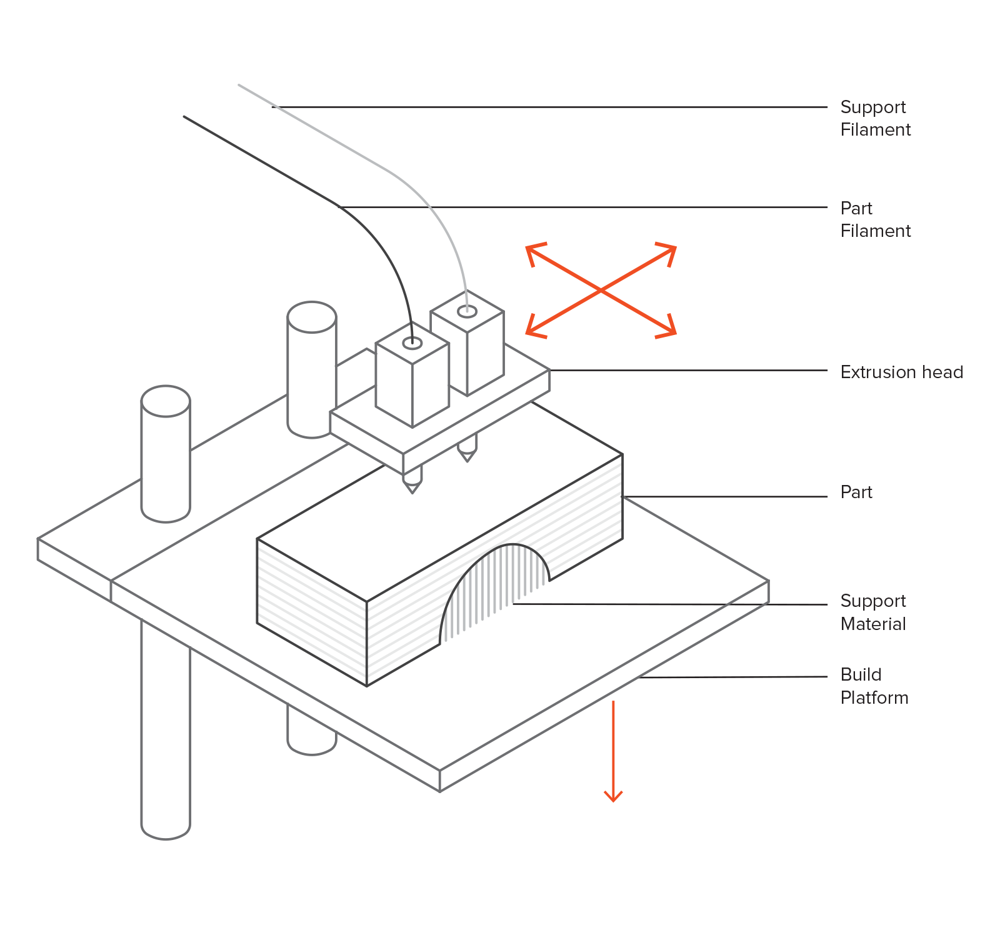 Support
Filament
Part
Filament
Extrusion head
Part
Support
Material
Build
Platform